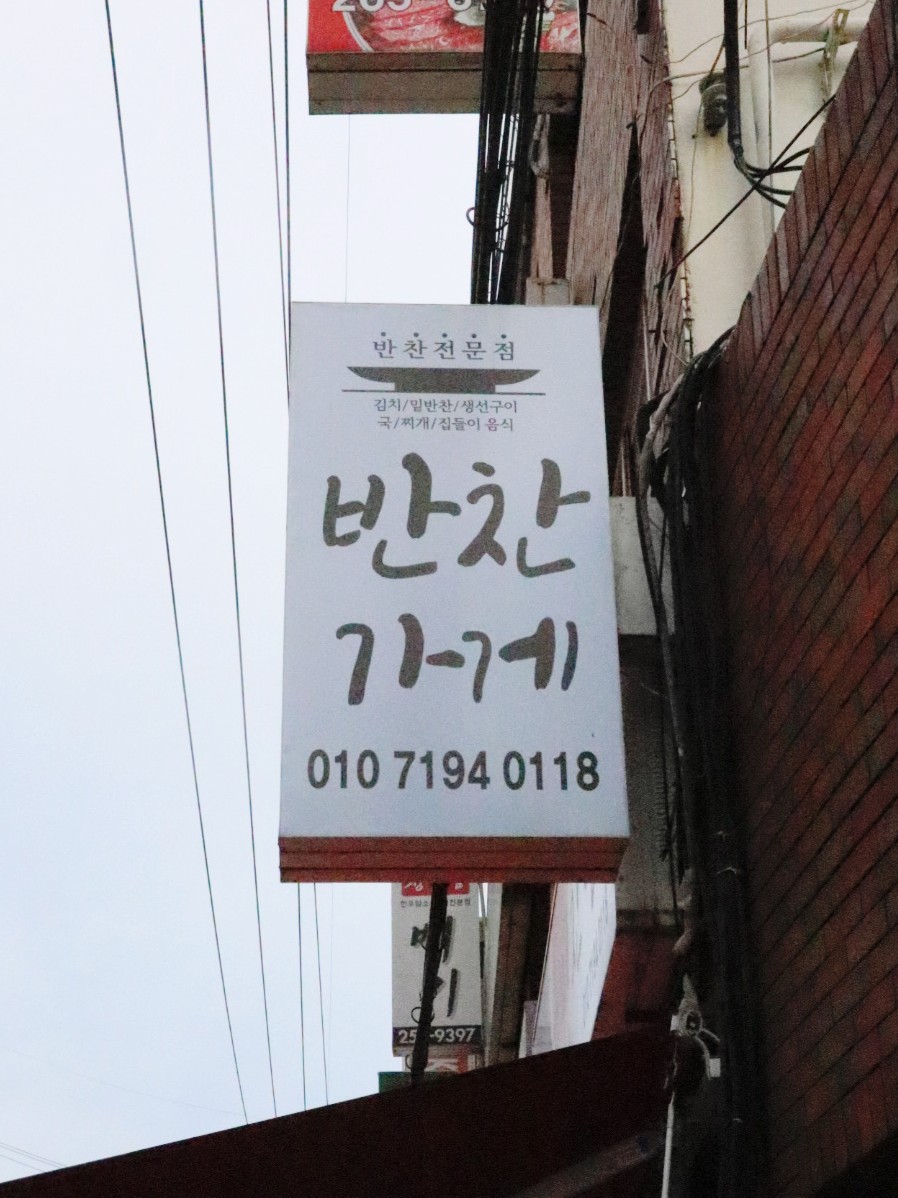 반찬전문점
김치/밑반찬/생선구이
국/찌개/집들이 음식
반찬
가게
010 7194 0118
9397